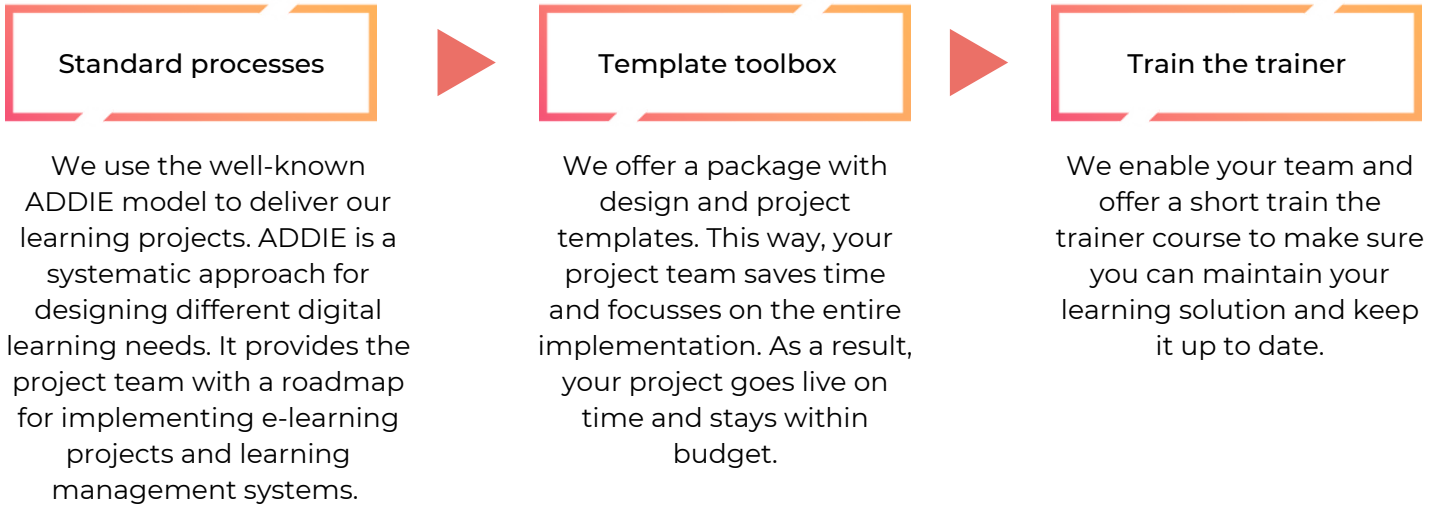 Standard processes
We use the well-known
ADDIE model to deliver our
learning projects. ADDIE is a
systematic approach for
designing different digital
learning needs. It provides the
project team with a roadmap
for implementing e-learning
projects and learning
management systems.
Template toolbox
We offer a package with
design and project
templates. This way, your
project team saves time
and focusses on the entire
implementation. As a result,
your project goes live on
time and stays within
budget.
Train the trainer
We enable your team and
offer a short train the
trainer course to make sure
you can maintain your
learning solution and keep
it up to date.